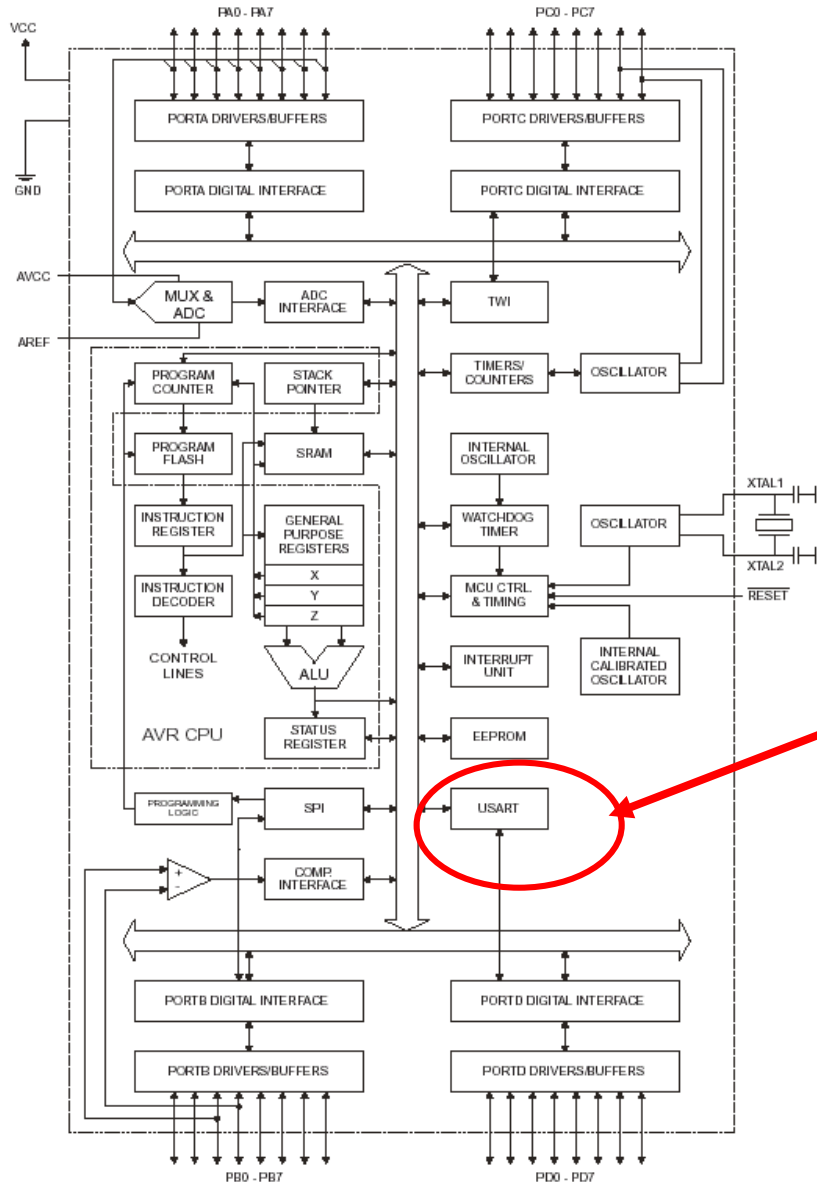 PA0 - PA7
PC0 - PC7
VCC
PORTA DRIVERS/BUFFERS
PORTC DRIVERS/BUFFERS
GND
PORTA DIGITAL INTERFACE
PORTC DIGITAL INTERFACE
AVCC
MUX &
ADC
ADC
INTERFACE
TWI
AREF
PROGRAM
COUNTER
STACK
POINTER
TIMERS/
COUNTERS
OSCILLATOR
PROGRAM
FLASH
SRAM
INTERNAL
OSCILLATOR
XTAL1
INSTRUCTION
REGISTER
GENERAL
PURPOSE
REGISTERS
WATCHDOG
TIMER
OSCILLATOR
XTAL2
X
INSTRUCTION
DECODER
Y
MCU CTRL.
& TIMING
RESET
Z
CONTROL
LINES
ALU
INTERRUPT
UNIT
INTERNAL
CALIBRATED
OSCILLATOR
AVR CPU
STATUS
REGISTER
EEPROM
PROGRAMMING
LOGIC
SPI
USART
+
-
COMP.
INTERFACE
PORTB DIGITAL INTERFACE
PORTD DIGITAL INTERFACE
PORTB DRIVERS/BUFFERS
PORTD DRIVERS/BUFFERS
PB0 - PB7
PD0 - PD7